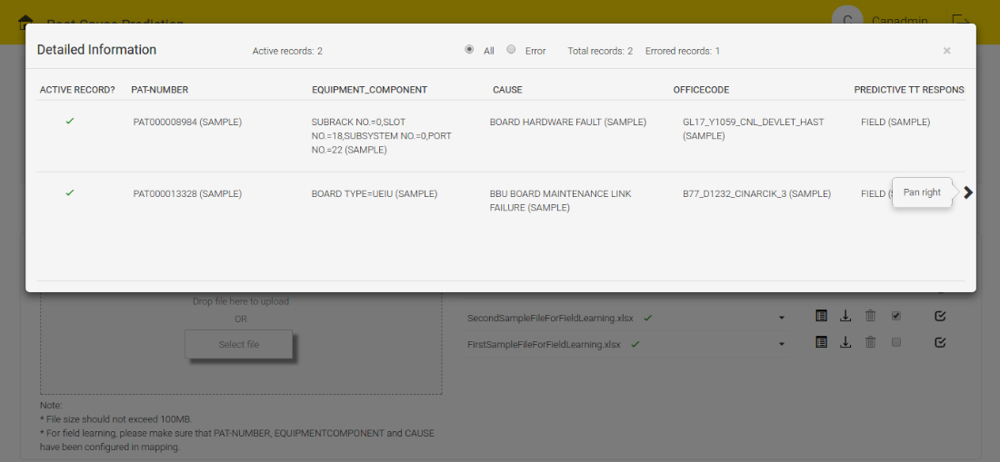 Root Cause Prediction
C
Canadmin
Detailed Information
Active records: 2
All
Error
Total records: 2
Errored records: 1
×
ACTIVE RECORD?
PAT-NUMBER
EQUIPMENT_COMPONENT
CAUSE
OFFICECODE
PREDICTIVE TT RESPONS
PAT000008984 (SAMPLE)
SUBRACK NO.=0,SLOT
NO.=18,SUBSYSTEM NO.=0,PORT
NO.=22 (SAMPLE)
BOARD HARDWARE FAULT (SAMPLE)
GL17_Y1059_CNL_DEVLET_HAST
(SAMPLE)
FIELD (SAMPLE)
PAT000013328 (SAMPLE)
BOARD TYPE=UEIU (SAMPLE)
BBU BOARD MAINTENANCE LINK
FAILURE (SAMPLE)
B77_D1232_CINARCIK_3 (SAMPLE)
FIELD (
Pan right
Drop file here to upload
OR
Select file
SecondSampleFileForFieldLearning.xlsx
FirstSampleFileForFieldLearning.xlsx
Note:
* File size should not exceed 100MB.
* For field learning, please make sure that PAT-NUMBER, EQUIPMENTCOMPONENT and CAUSE
have been configured in mapping.